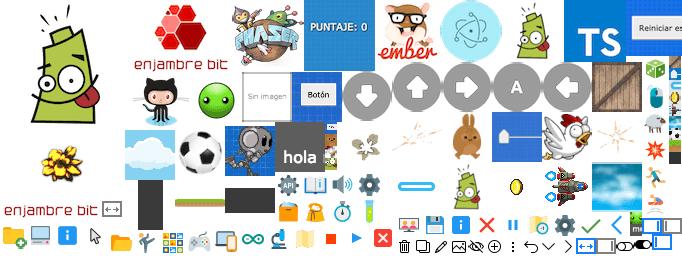 enjambre bit
PHASER
PUNTAJE: 0
ember
TS
Reiniciar es
Sin imagen
Botón
A
hola
API
enjambre bit